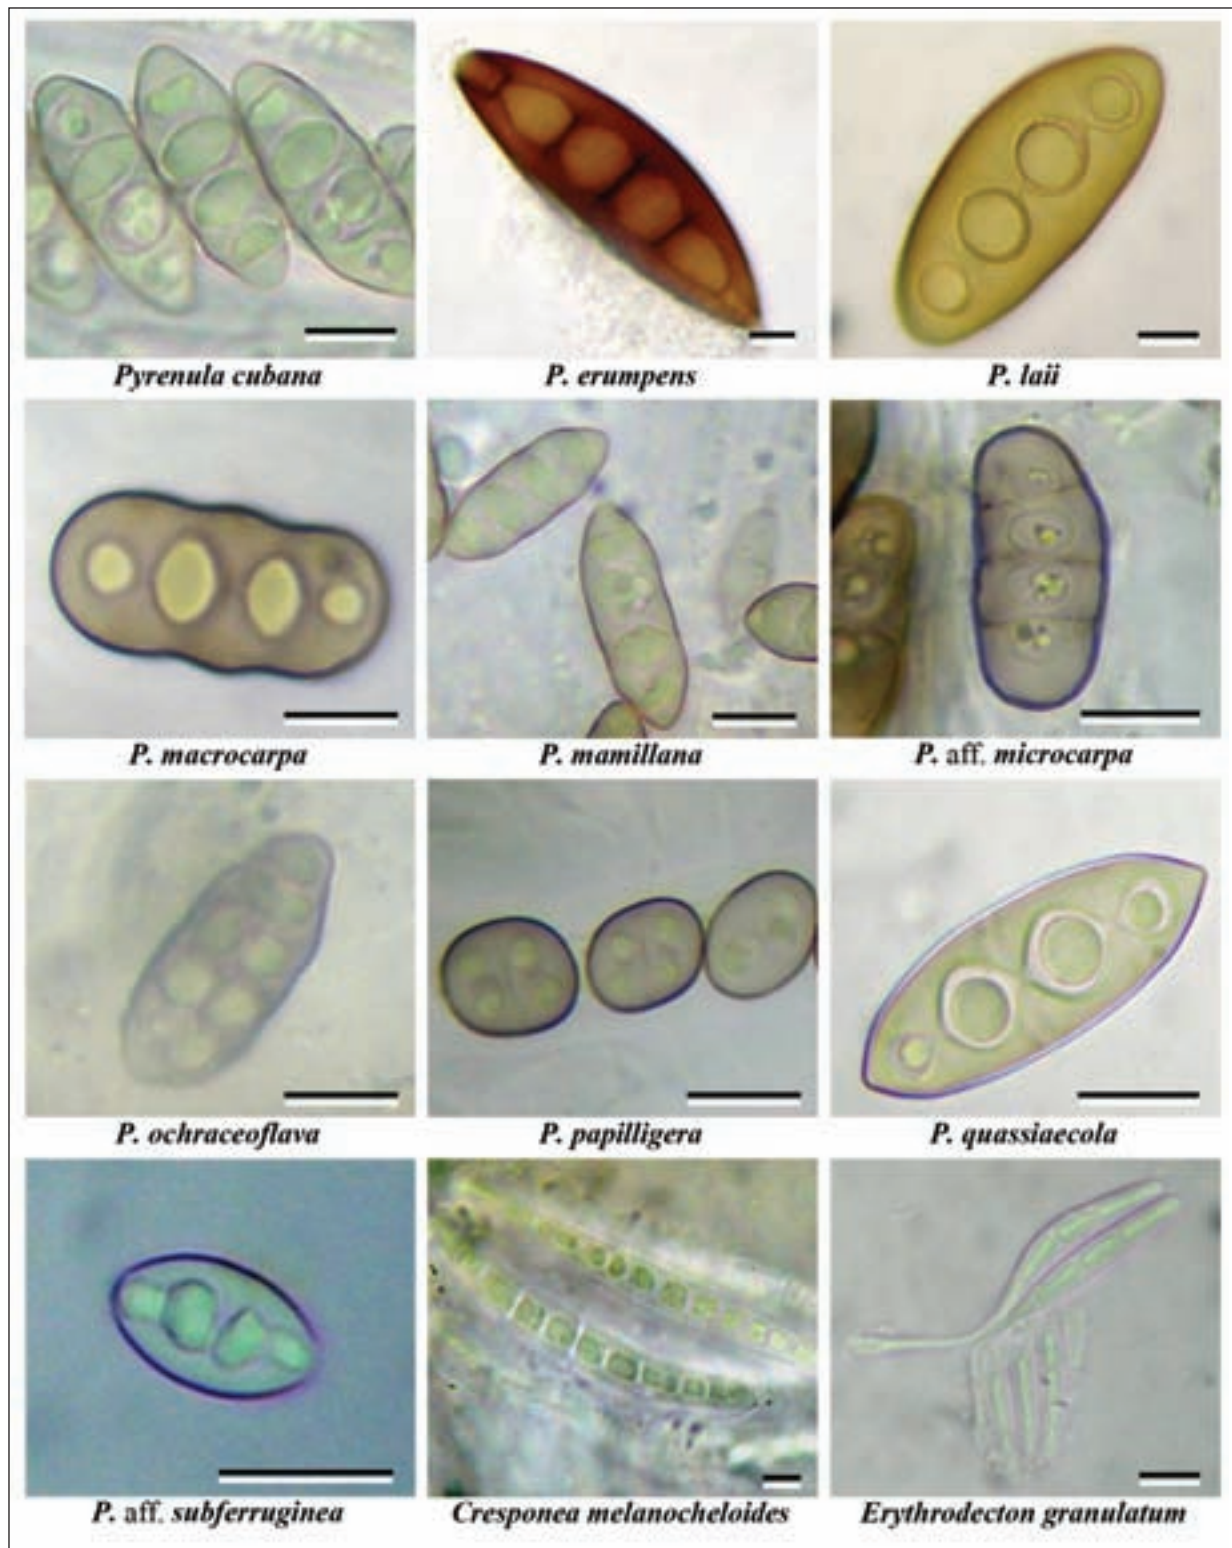 Pyrenula cubana
P. erumpens
P. laii
P. macrocarpa
P. mamillana
P. aff. microcarpa
P. ochraceoflava
P. papilligera
P. quassiaecola
P. aff. subferruginea
Cresponea melanocheloides
Erythrodecton granulatum